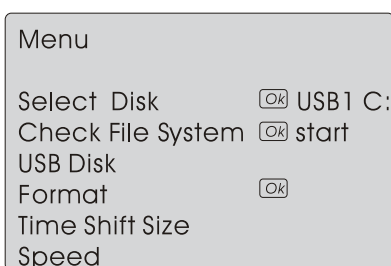 Menu
Select Disk Ok USB1 C:
Check File System Ok start
USB Disk
Format Ok
Time Shift Size
Speed